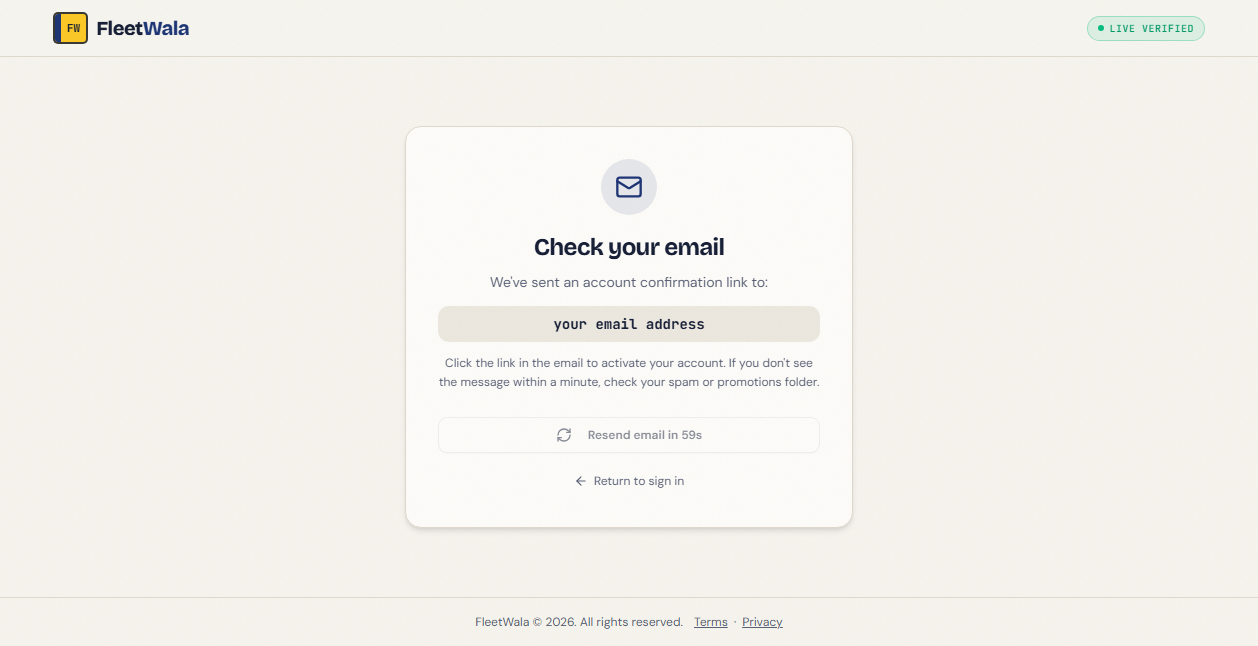 FW FleetWala
LIVE VERIFIED
Check your email
We've sent an account confirmation link to:
your email address
Click the link in the email to activate your account. If you don't see
the message within a minute, check your spam or promotions folder.
Resend email in 59s
Return to sign in
FleetWala © 2026. All rights reserved. Terms · Privacy